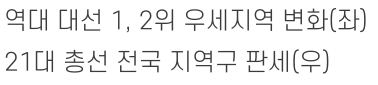 역대 대선 1, 2위 우세지역 변화(좌)
21대 총선 전국 지역구 판세(우)